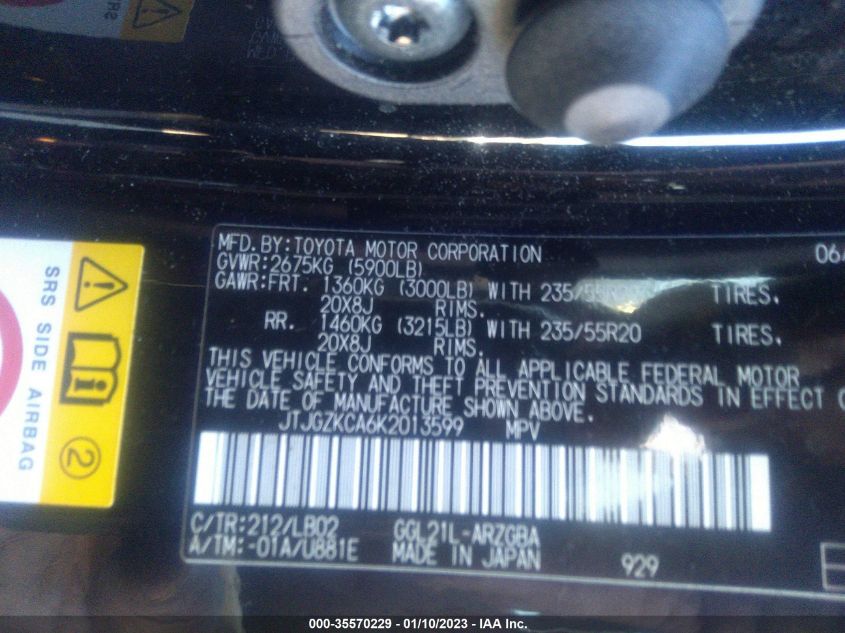 MFD.BY:TOYOTA MOTOR CORPORATION 06/
GVWR:2675KG (5900LB)
GAWR:FRT. 1360KG (3000LB) WITH 235/55R20 TIRES,
20X8J RIMS.
RR. 1460KG (3215LB) WITH 235/55R20 TIRES,
20X8J RIMS.
THIS VEHICLE CONFORMS TO ALL APPLICABLE FEDERAL MOTOR
VEHICLE SAFETY AND THEFT PREVENTION STANDARDS IN EFFECT O
THE DATE OF MANUFACTURE SHOWN ABOVE.
JTJGZKCA6K2013599 MPV
C/TR:212/LB02 GGL21L-ARZGBA
A/TM:-01A/U881E MADE IN JAPAN 929
SRS SIDE AIRBAG
2
000-35570229 - 01/10/2023 - IAA Inc.